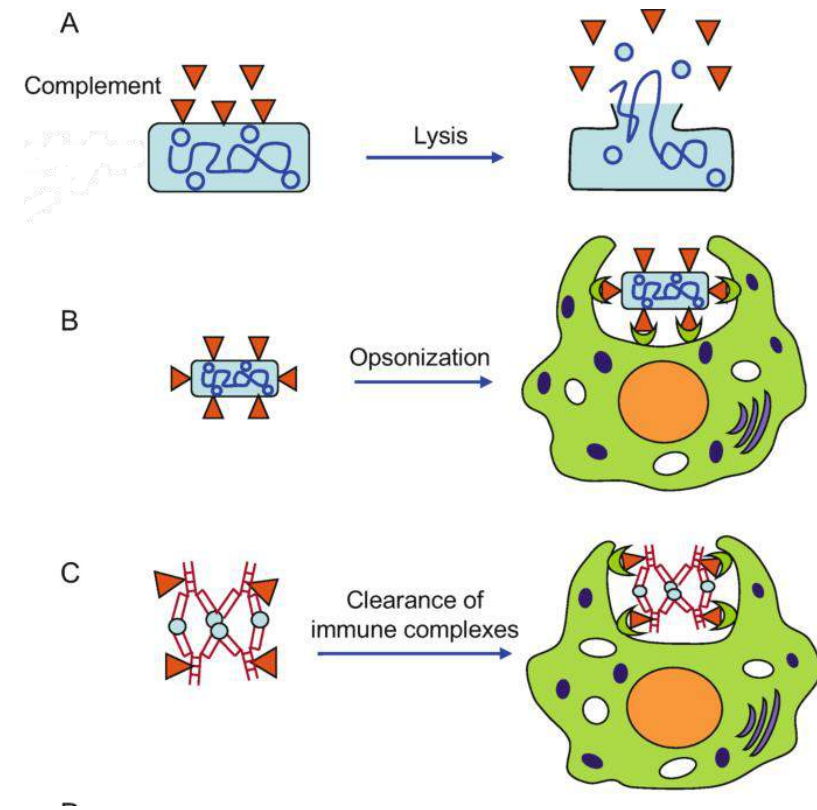 A
Complement
Lysis
B
Opsonization
C
Clearance of
immune complexes